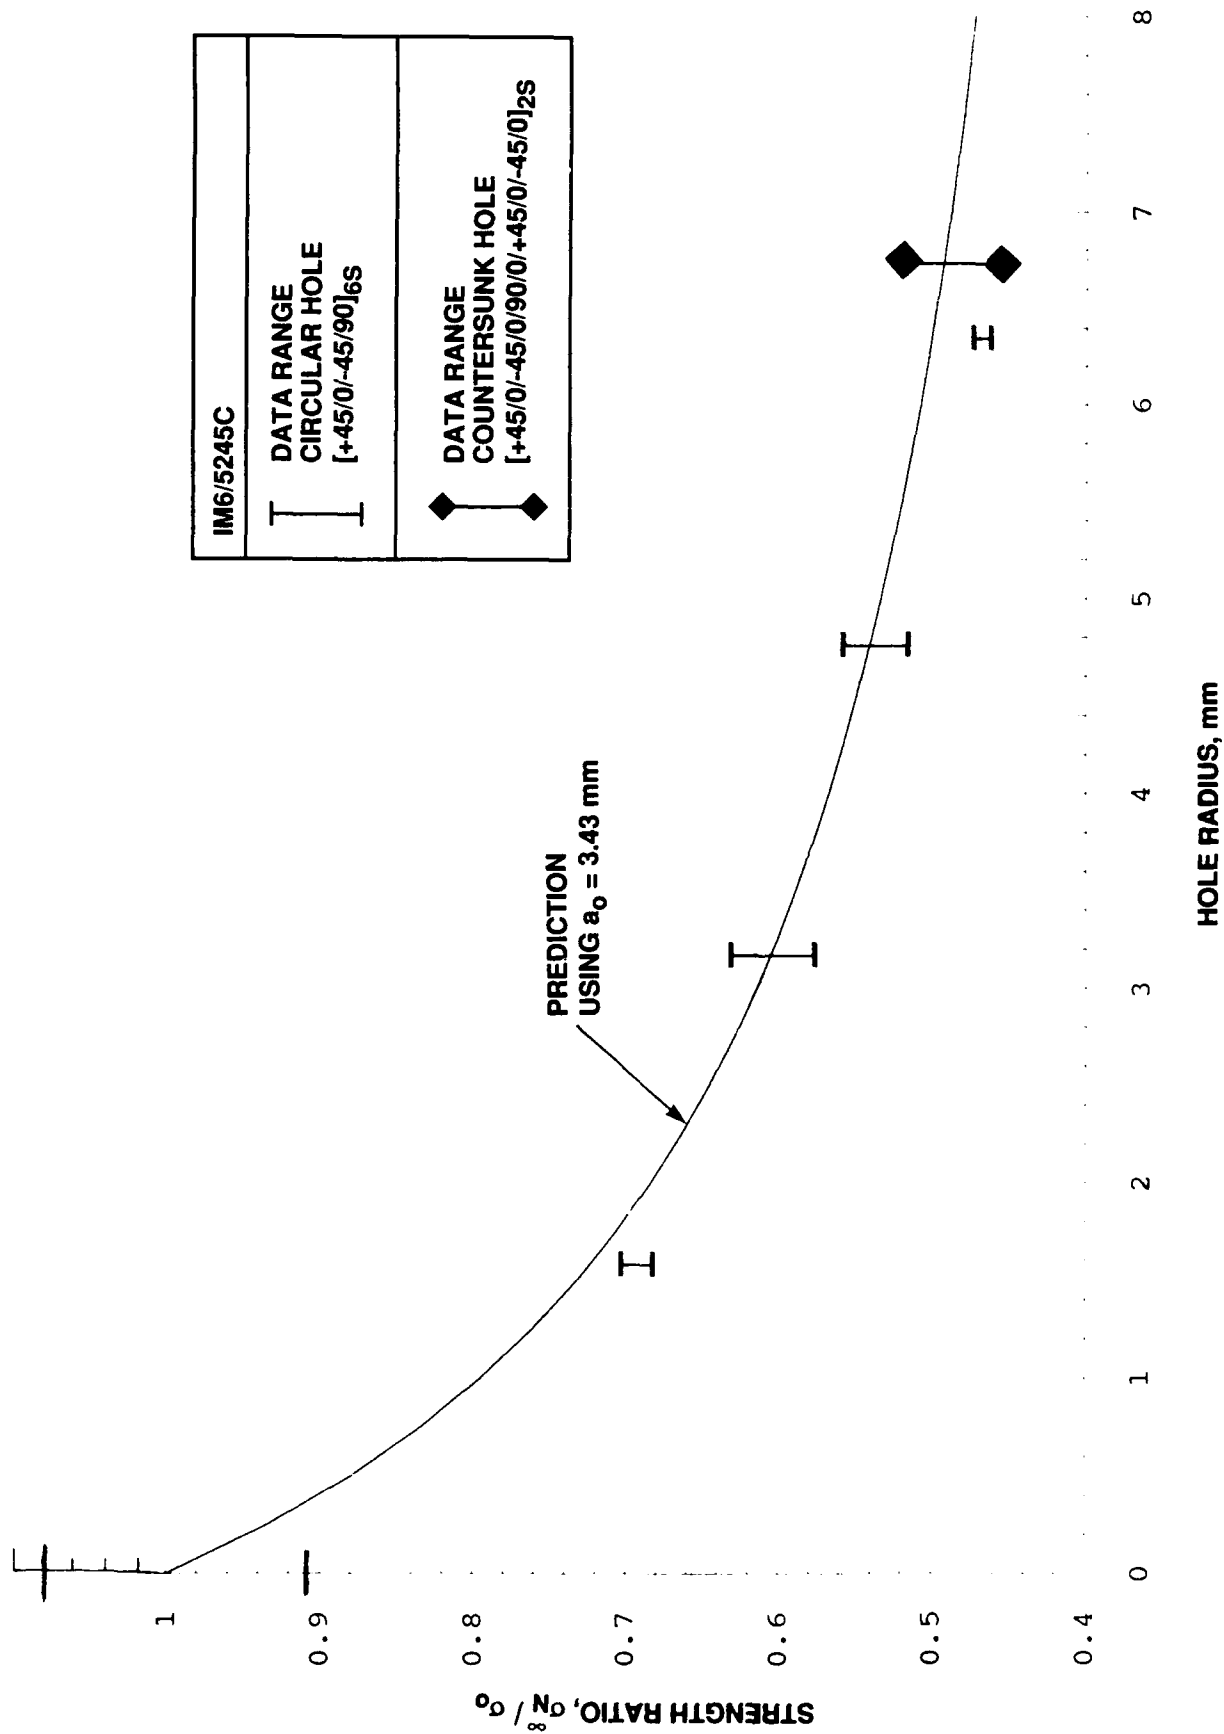 IM6/5245C
DATA RANGE
CIRCULAR HOLE
[+45/0/-45/90]6S
DATA RANGE
COUNTERSUNK HOLE
[+45/0/-45/0/90/0/+45/0/-45/0]2S
PREDICTION
USING ao = 3.43 mm
STRENGTH RATIO, σN∞ / σo
1
0.9
0.8
0.7
0.6
0.5
0.4
0
1
2
3
4
5
6
7
8
HOLE RADIUS, mm